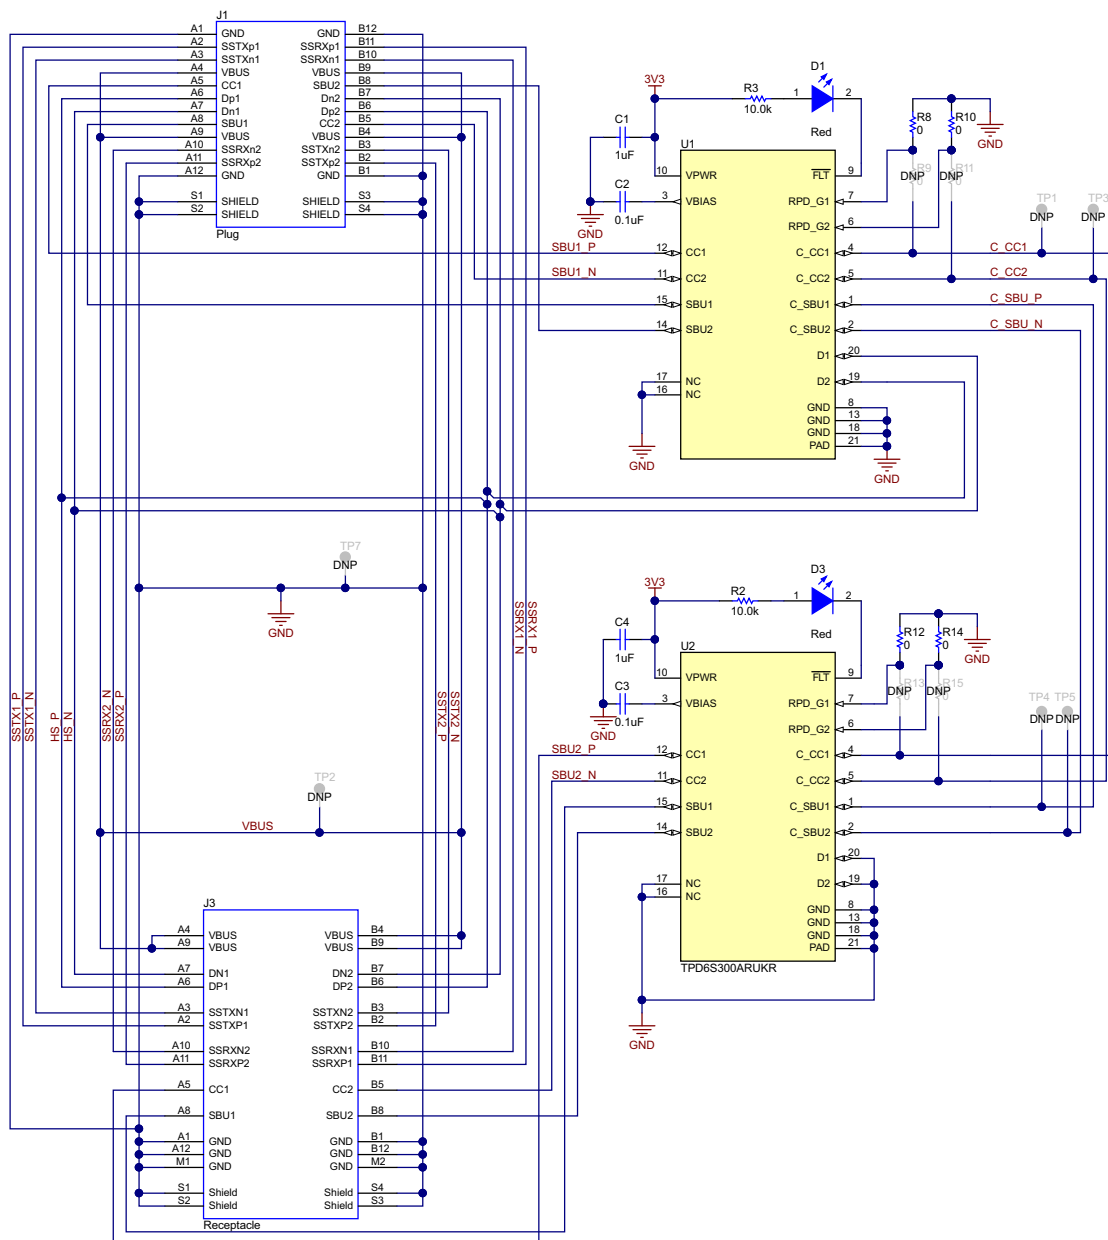 J1
A1 GND GND B12
A2 SSTXp1 SSRXp1 B11
A3 SSTXn1 SSRXn1 B10
A4 VBUS VBUS B9
A5 CC1 SBU2 B8
A6 Dp1 Dn2 B7
A7 Dn1 Dp2 B6
A8 SBU1 CC2 B5
A9 VBUS VBUS B4
A10 SSRXn2 SSTXn2 B3
A11 SSRXp2 SSTXp2 B2
A12 GND GND B1
S1 SHIELD SHIELD S3
S2 SHIELD SHIELD S4
Plug
3V3
R3
10.0k
D1
1 2
Red
C1
1uF
C2
0.1uF
GND
R8
0
R10
0
GND
R9
DNP
R11
DNP
TP1
DNP
TP3
DNP
U1
10 VPWR FLT 9
3 VBIAS RPD_G1 7
RPD_G2 6
SBU1_P 12 CC1 C_CC1 4 C_CC1
SBU1_N 11 CC2 C_CC2 5 C_CC2
15 SBU1 C_SBU1 1 C_SBU_P
14 SBU2 C_SBU2 2 C_SBU_N
D1 20
17 NC D2 19
16 NC
GND 8
GND 13
GND 18
PAD 21
GND
GND
TP7
DNP
GND
SSTX1_P
SSTX1_N
HS_P
HS_N
SSRX2_N
SSRX2_P
SSTX2_P
SSTX2_N
SSRX1_N
SSRX1_P
TP2
DNP
VBUS
3V3
R2
10.0k
D3
1 2
Red
C4
1uF
C3
0.1uF
GND
R12
0
R14
0
GND
R13
DNP
R15
DNP
TP4
DNP
TP5
DNP
U2
10 VPWR FLT 9
3 VBIAS RPD_G1 7
RPD_G2 6
SBU2_P 12 CC1 C_CC1 4
SBU2_N 11 CC2 C_CC2 5
15 SBU1 C_SBU1 1
14 SBU2 C_SBU2 2
D1 20
17 NC D2 19
16 NC
GND 8
GND 13
GND 18
PAD 21
TPD6S300ARUKR
GND
J3
A4 VBUS VBUS B4
A9 VBUS VBUS B9
A7 DN1 DN2 B7
A6 DP1 DP2 B6
A3 SSTXN1 SSTXN2 B3
A2 SSTXP1 SSTXP2 B2
A10 SSRXN2 SSRXN1 B10
A11 SSRXP2 SSRXP1 B11
A5 CC1 CC2 B5
A8 SBU1 SBU2 B8
A1 GND GND B1
A12 GND GND B12
M1 GND GND M2
S1 Shield Shield S4
S2 Shield Shield S3
Receptacle